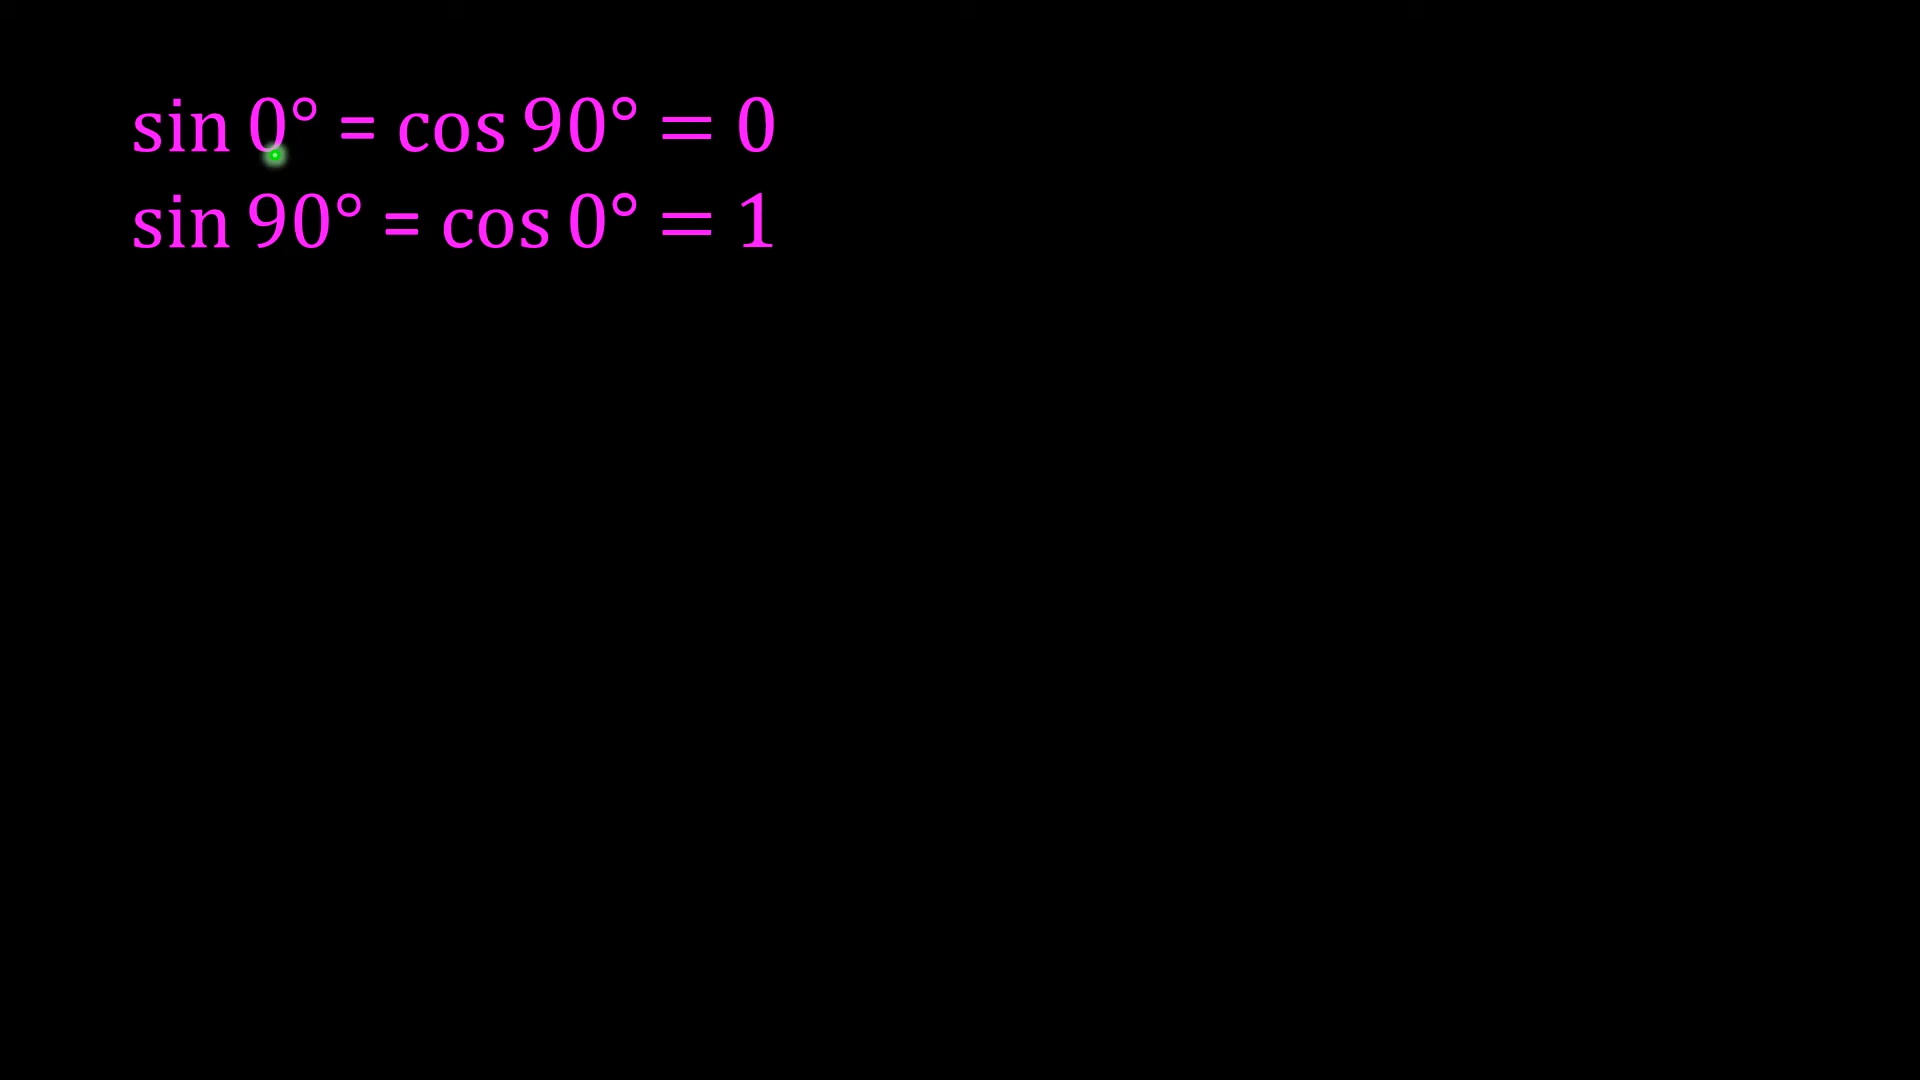 sin 0° = cos 90° = 0
sin 90° = cos 0° = 1